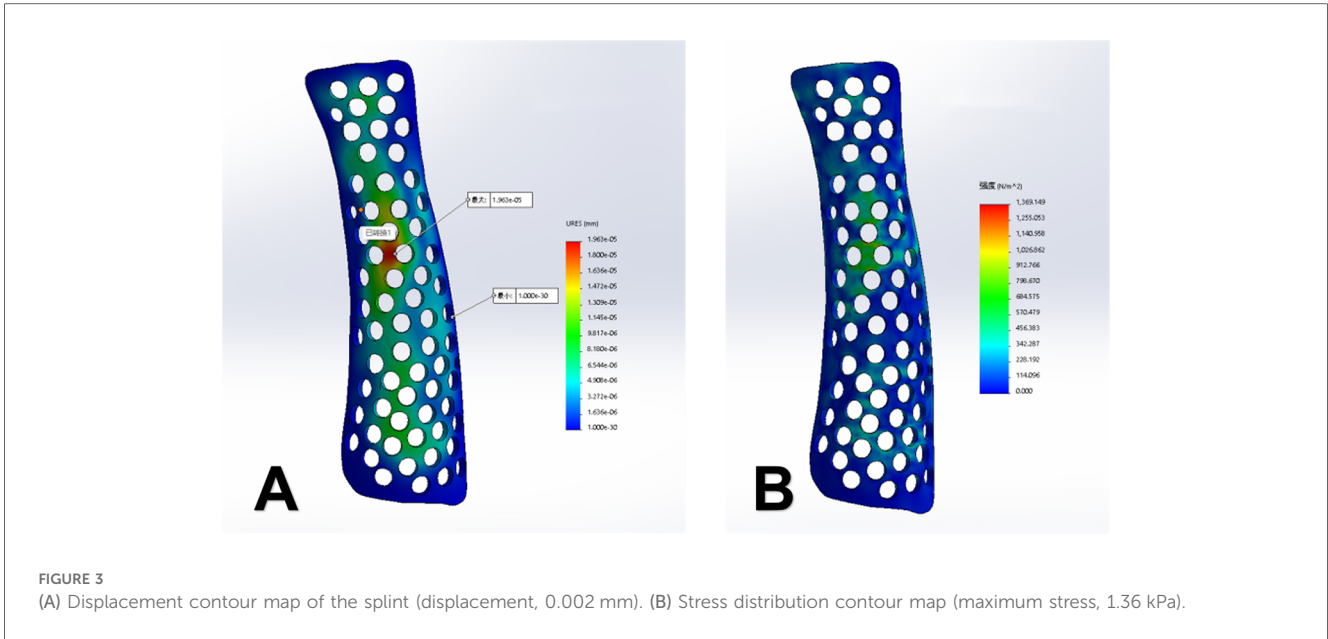 最大: 1.963e-05
已转换1
最小: 1.000e-30
URES (mm)
1.963e-05
1.800e-05
1.636e-05
1.472e-05
1.309e-05
1.145e-05
9.817e-06
8.180e-06
6.544e-06
4.908e-06
3.272e-06
1.636e-06
1.000e-30
A
强度 (N/m^2)
1,369.149
1,255.053
1,140.958
1,026.862
912.766
798.670
684.575
570.479
456.383
342.287
228.192
114.096
0.000
B
FIGURE 3
(A) Displacement contour map of the splint (displacement, 0.002 mm). (B) Stress distribution contour map (maximum stress, 1.36 kPa).